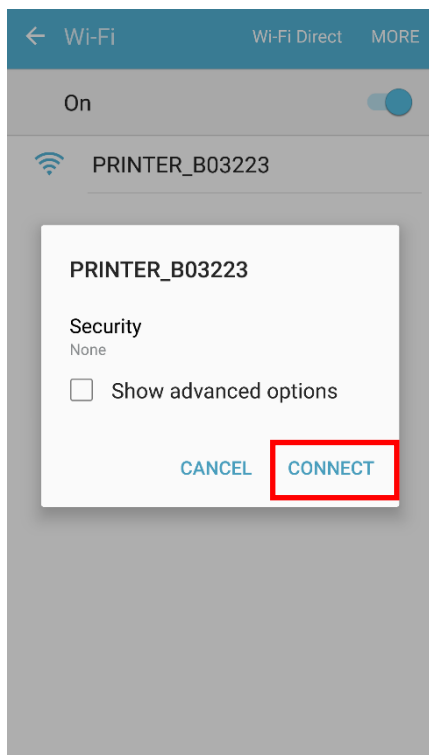 Wi-Fi Wi-Fi Direct MORE
On
PRINTER_B03223
PRINTER_B03223
Security
None
Show advanced options
CANCEL CONNECT